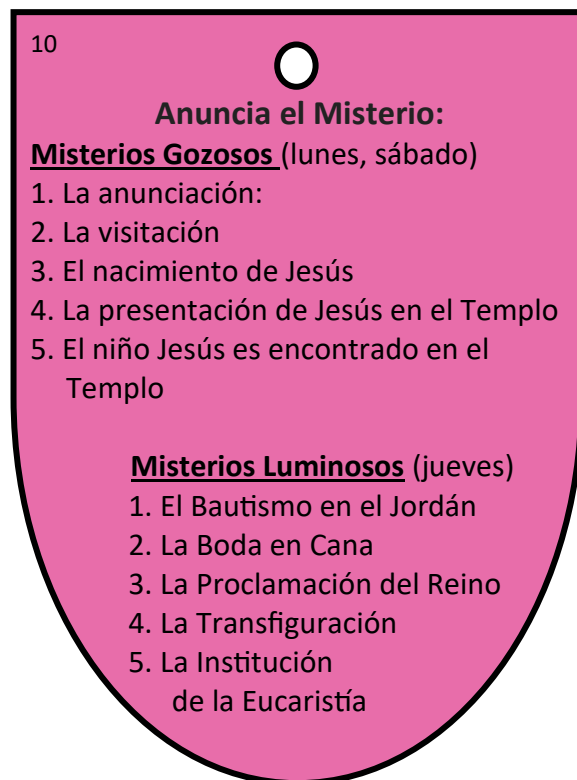 10
Anuncia el Misterio:
Misterios Gozosos (lunes, sábado)
1. La anunciación:
2. La visitación
3. El nacimiento de Jesús
4. La presentación de Jesús en el Templo
5. El niño Jesús es encontrado en el
Templo
Misterios Luminosos (jueves)
1. El Bautismo en el Jordán
2. La Boda en Cana
3. La Proclamación del Reino
4. La Transfiguración
5. La Institución
de la Eucaristía